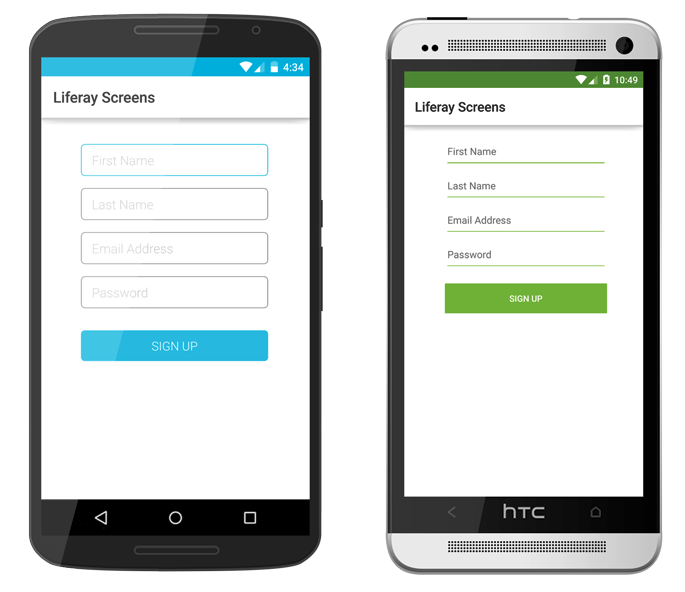 4:34
Liferay Screens
First Name
Last Name
Email Address
Password
SIGN UP
10:49
Liferay Screens
First Name
Last Name
Email Address
Password
SIGN UP
hTC